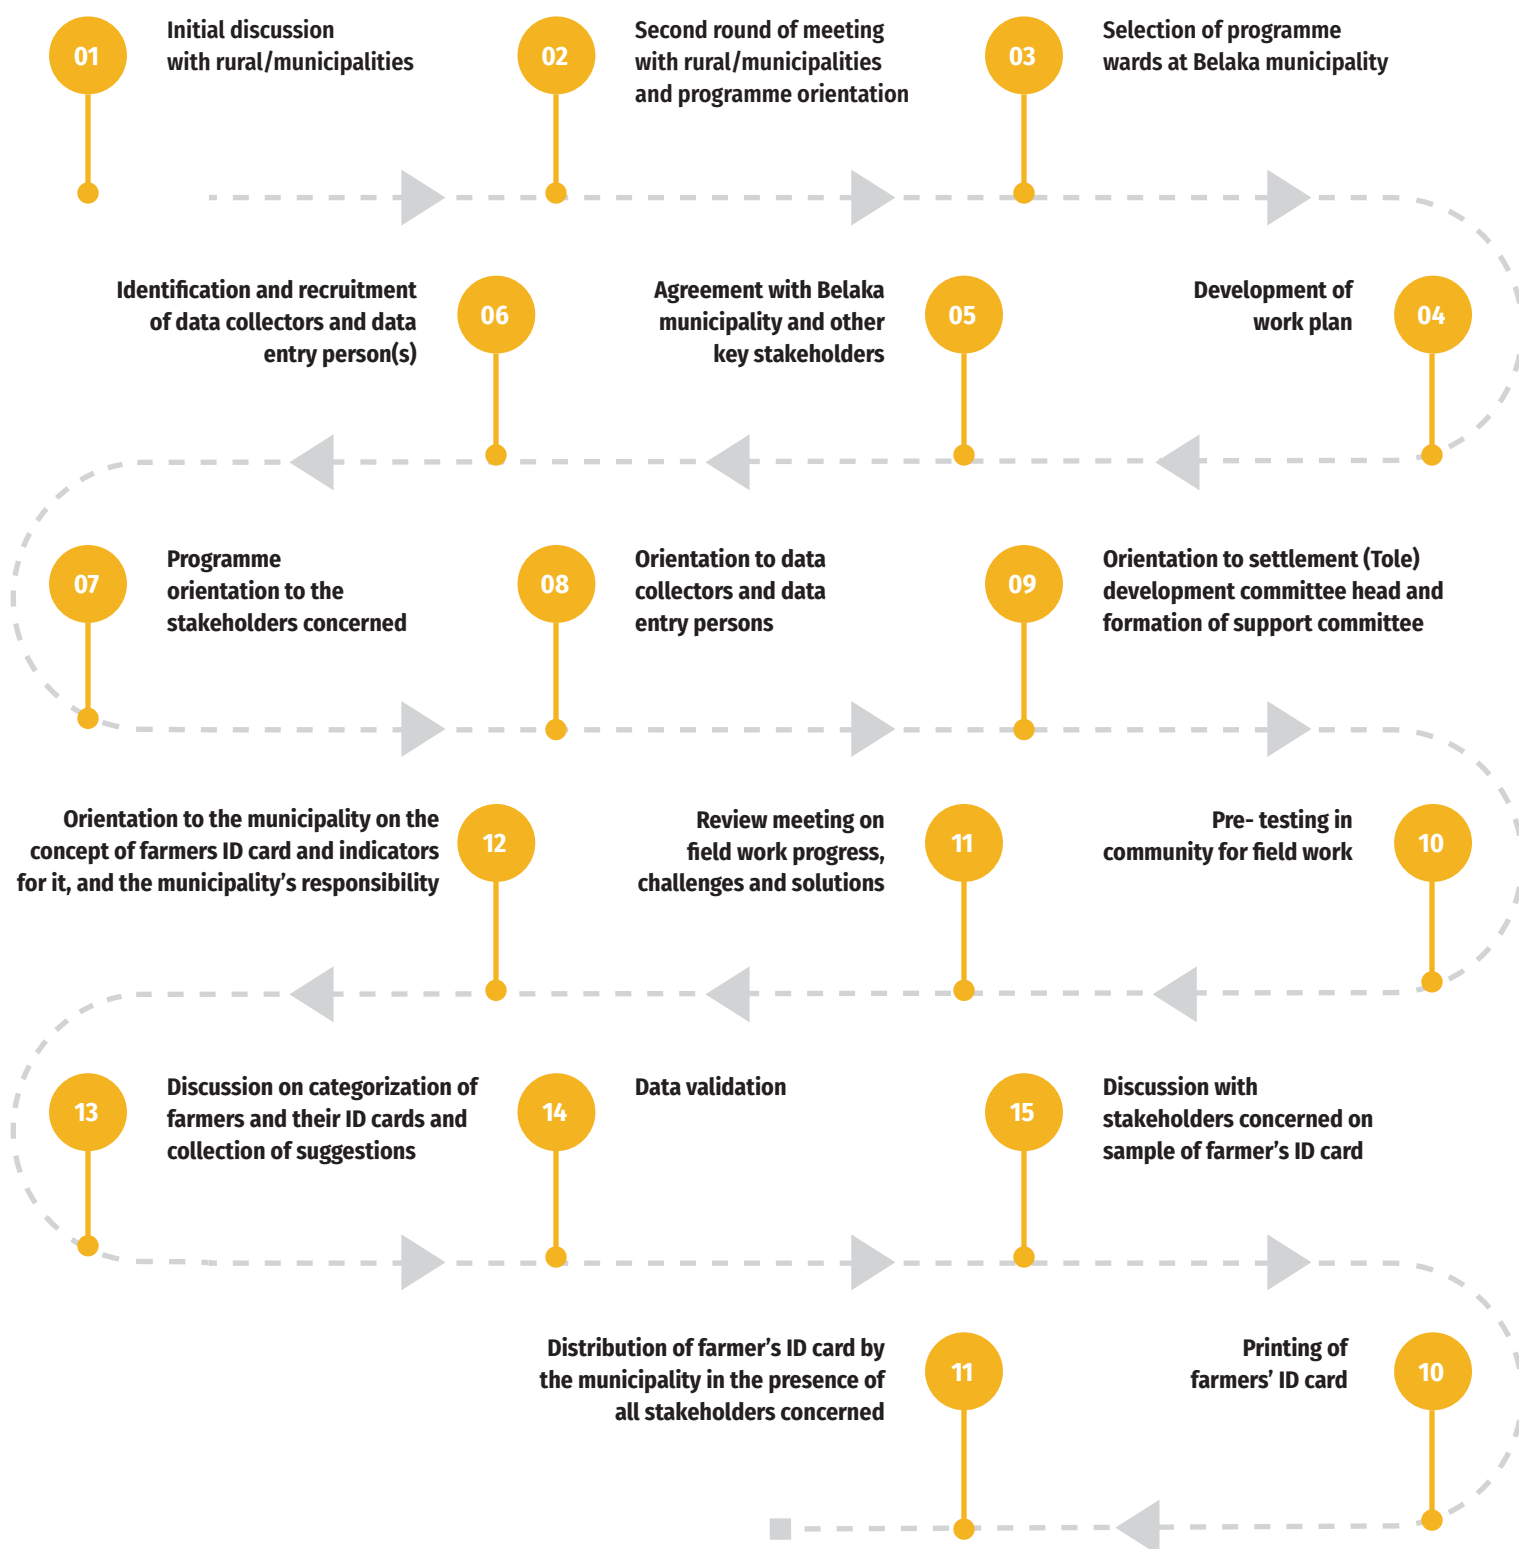 01
Initial discussion
with rural/municipalities
02
Second round of meeting
with rural/municipalities
and programme orientation
03
Selection of programme
wards at Belaka municipality
04
Development of
work plan
05
Agreement with Belaka
municipality and other
key stakeholders
06
Identification and recruitment
of data collectors and data
entry person(s)
07
Programme
orientation to the
stakeholders concerned
08
Orientation to data
collectors and data
entry persons
09
Orientation to settlement (Tole)
development committee head and
formation of support committee
10
Pre- testing in
community for field work
11
Review meeting on
field work progress,
challenges and solutions
12
Orientation to the municipality on the
concept of farmers ID card and indicators
for it, and the municipality’s responsibility
13
Discussion on categorization of
farmers and their ID cards and
collection of suggestions
14
Data validation
15
Discussion with
stakeholders concerned on
sample of farmer’s ID card
10
Printing of
farmers’ ID card
11
Distribution of farmer’s ID card by
the municipality in the presence of
all stakeholders concerned